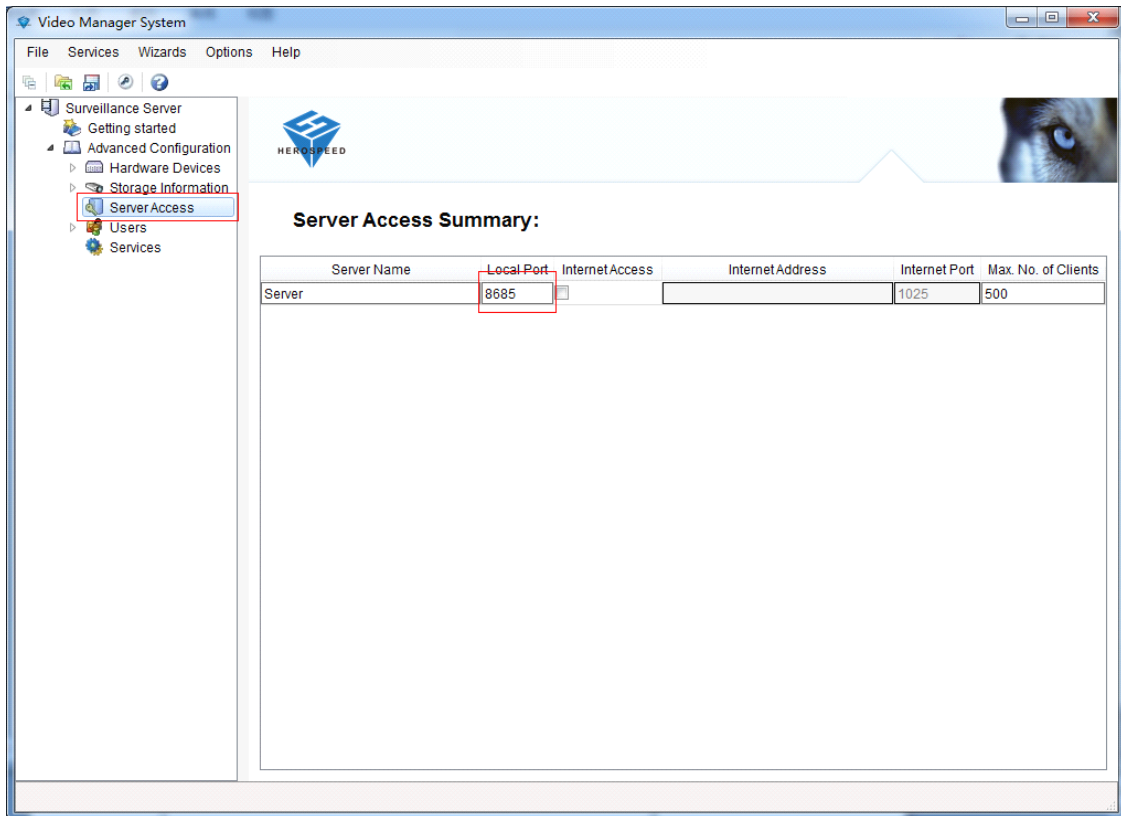 Video Manager System
File Services Wizards Options Help
Surveillance Server
Getting started
Advanced Configuration
Hardware Devices
Storage Information
Server Access
Users
Services
HEROSPEED
Server Access Summary:
Server Name Local Port Internet Access Internet Address Internet Port Max. No. of Clients
Server 8685 1025 500